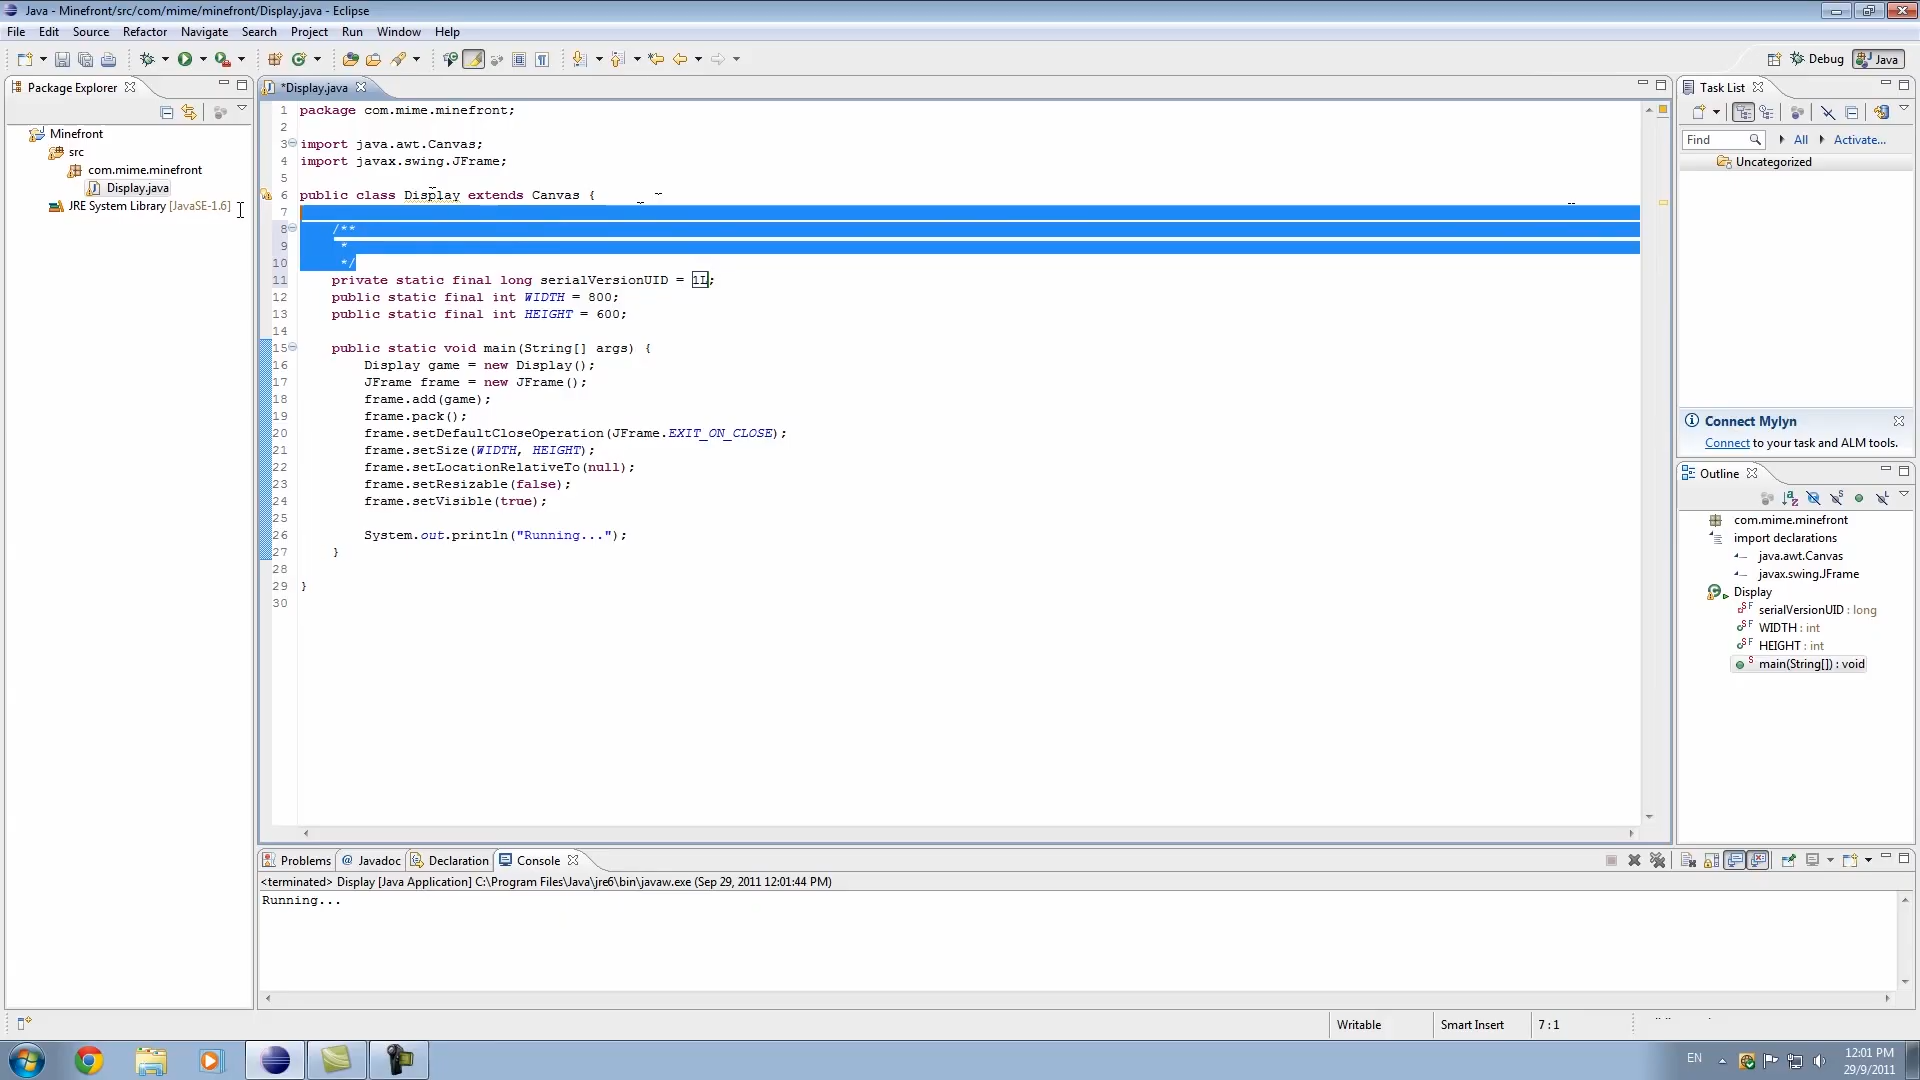 Java - Minefront/src/com/mime/minefront/Display.java - Eclipse
File Edit Source Refactor Navigate Search Project Run Window Help
Debug Java
Package Explorer
Minefront
src
com.mime.minefront
Display.java
JRE System Library [JavaSE-1.6]
*Display.java
1 package com.mime.minefront;
2
3 import java.awt.Canvas;
4 import javax.swing.JFrame;
5
6 public class Display extends Canvas {
7
8 /**
9 *
10 */
11 private static final long serialVersionUID = 1L;
12 public static final int WIDTH = 800;
13 public static final int HEIGHT = 600;
14
15 public static void main(String[] args) {
16 Display game = new Display();
17 JFrame frame = new JFrame();
18 frame.add(game);
19 frame.pack();
20 frame.setDefaultCloseOperation(JFrame.EXIT_ON_CLOSE);
21 frame.setSize(WIDTH, HEIGHT);
22 frame.setLocationRelativeTo(null);
23 frame.setResizable(false);
24 frame.setVisible(true);
25
26 System.out.println("Running...");
27 }
28
29 }
30
Task List
Find All Activate...
Uncategorized
Connect Mylyn
Connect to your task and ALM tools.
Outline
com.mime.minefront
import declarations
java.awt.Canvas
javax.swing.JFrame
Display
serialVersionUID : long
WIDTH : int
HEIGHT : int
main(String[]) : void
Problems Javadoc Declaration Console
<terminated> Display [Java Application] C:\Program Files\Java\jre6\bin\javaw.exe (Sep 29, 2011 12:01:44 PM)
Running...
Writable Smart Insert 7 : 1
EN
12:01 PM
29/9/2011